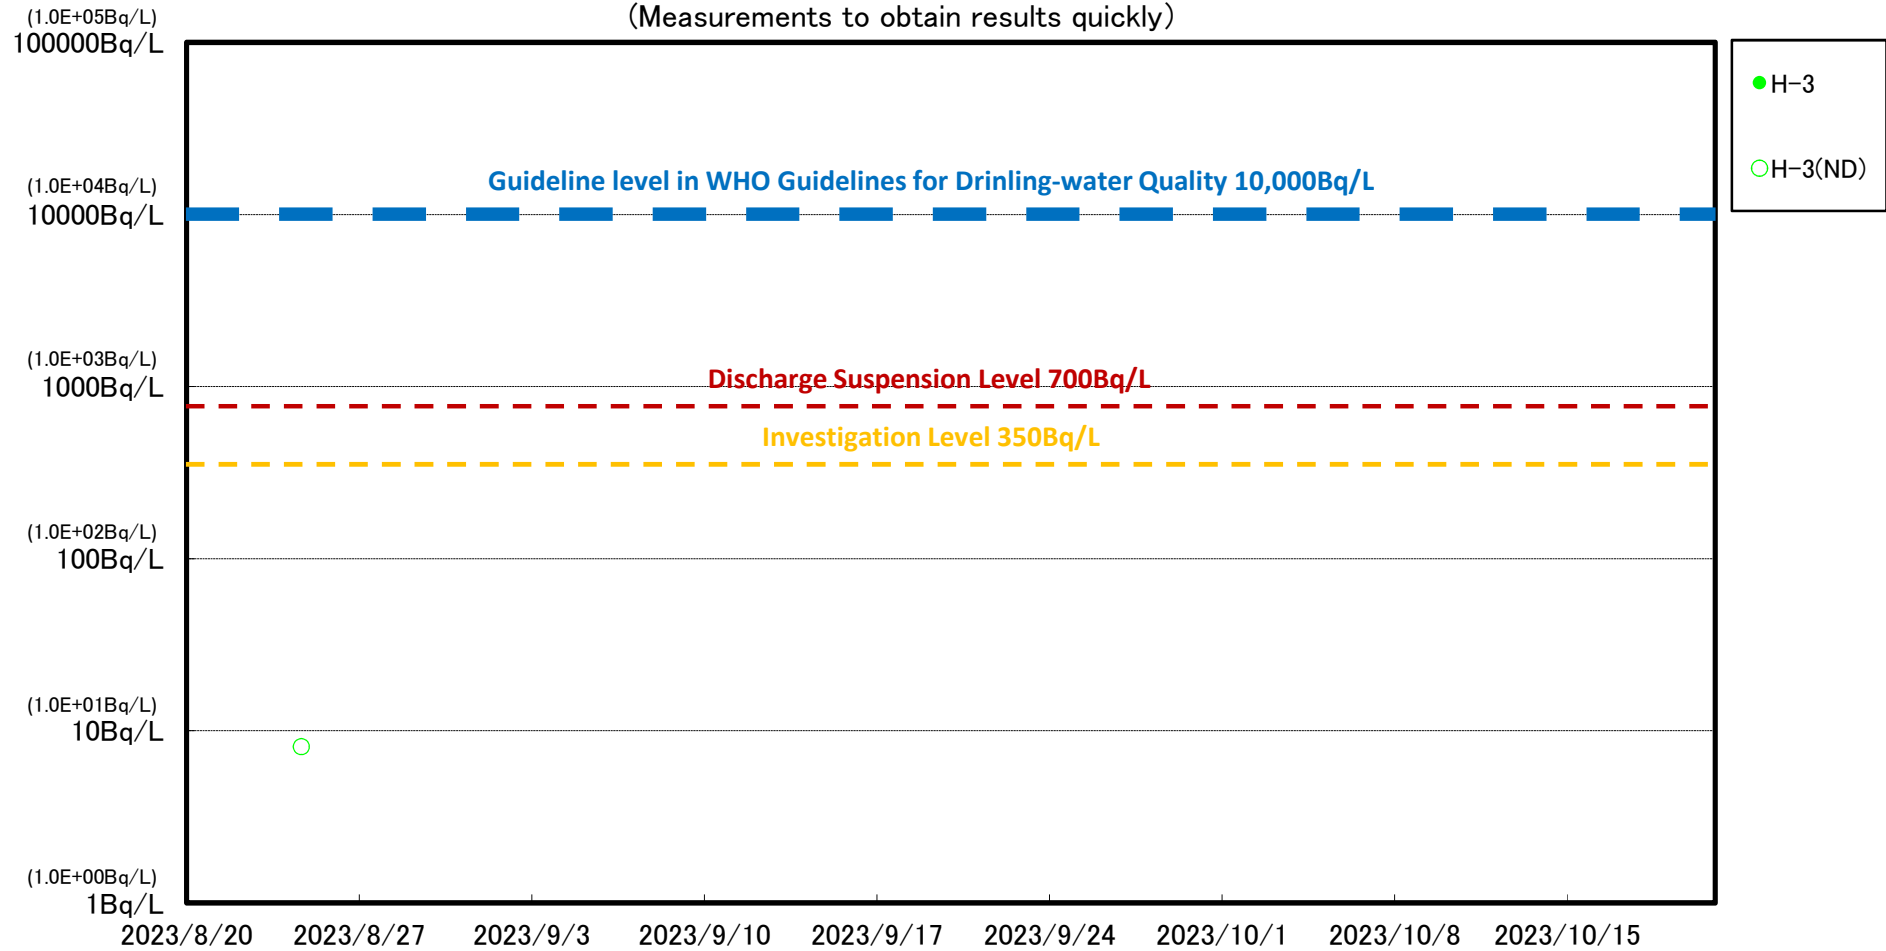 (Measurements to obtain results quickly)
(1.0E+05Bq/L)
100000Bq/L
H-3
H-3(ND)
Guideline level in WHO Guidelines for Drinling-water Quality 10,000Bq/L
(1.0E+04Bq/L)
10000Bq/L
(1.0E+03Bq/L)
1000Bq/L
Discharge Suspension Level 700Bq/L
Investigation Level 350Bq/L
(1.0E+02Bq/L)
100Bq/L
(1.0E+01Bq/L)
10Bq/L
(1.0E+00Bq/L)
1Bq/L
2023/8/20 2023/8/27 2023/9/3 2023/9/10 2023/9/17 2023/9/24 2023/10/1 2023/10/8 2023/10/15